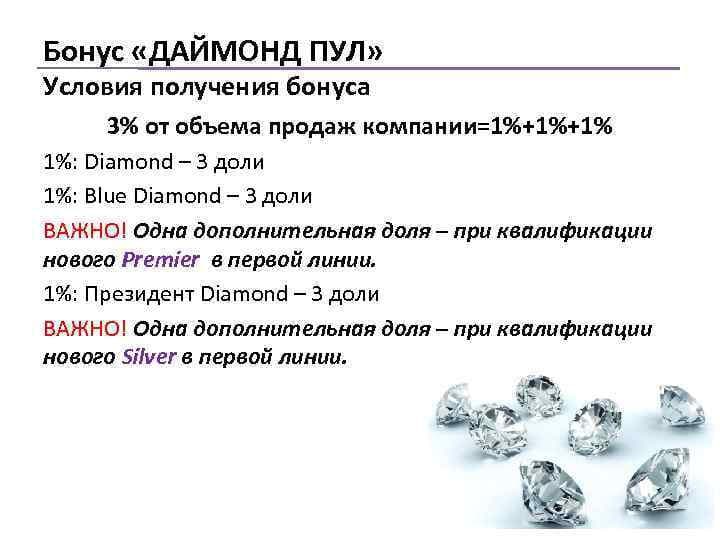 Бонус «ДАЙМОНД ПУЛ»
Условия получения бонуса
3% от объема продаж компании=1%+1%+1%
1%: Diamond – 3 доли
1%: Blue Diamond – 3 доли
ВАЖНО! Одна дополнительная доля – при квалификации
нового Premier в первой линии.
1%: Президент Diamond – 3 доли
ВАЖНО! Одна дополнительная доля – при квалификации
нового Silver в первой линии.